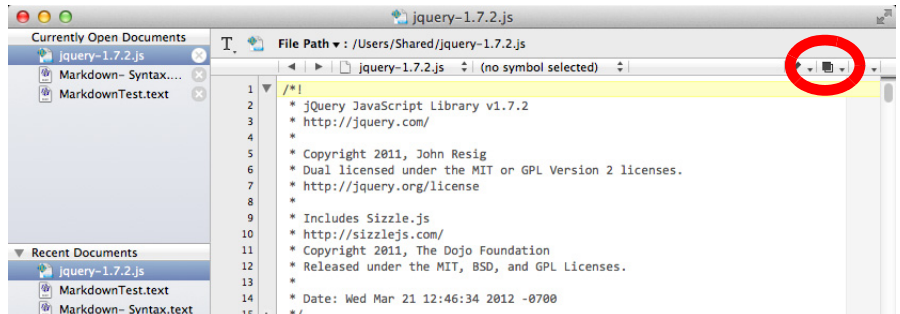 jquery-1.7.2.js
Currently Open Documents
jquery-1.7.2.js
Markdown- Syntax....
MarkdownTest.text
Recent Documents
jquery-1.7.2.js
MarkdownTest.text
Markdown- Syntax.text
T. File Path ▾ : /Users/Shared/jquery-1.7.2.js
jquery-1.7.2.js (no symbol selected)
1 /*!
2 * jQuery JavaScript Library v1.7.2
3 * http://jquery.com/
4 *
5 * Copyright 2011, John Resig
6 * Dual licensed under the MIT or GPL Version 2 licenses.
7 * http://jquery.org/license
8 *
9 * Includes Sizzle.js
10 * http://sizzlejs.com/
11 * Copyright 2011, The Dojo Foundation
12 * Released under the MIT, BSD, and GPL Licenses.
13 *
14 * Date: Wed Mar 21 12:46:34 2012 -0700
15 */